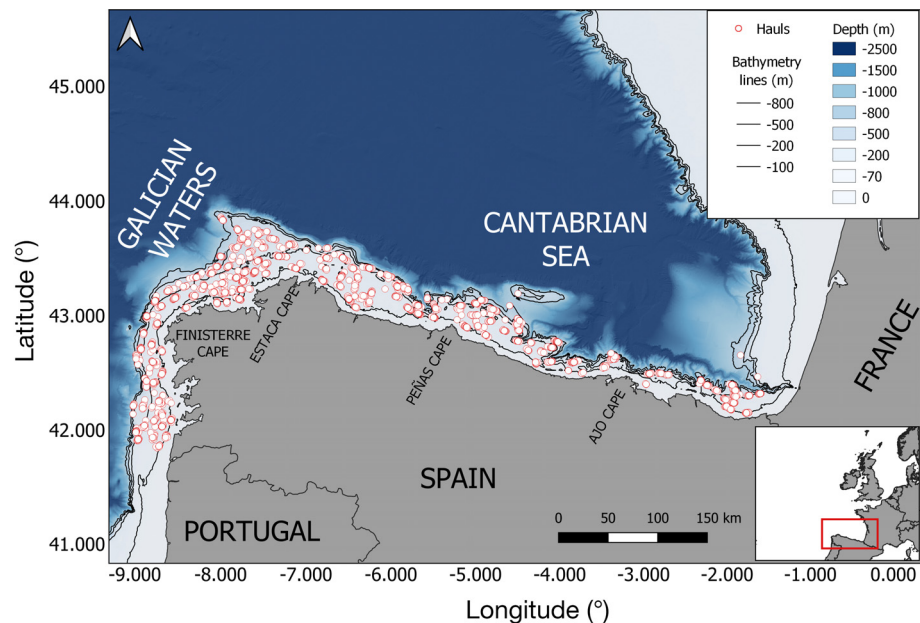 Hauls
Bathymetry
lines (m)
-800
-500
-200
-100
Depth (m)
-2500
-1500
-1000
-800
-500
-200
-70
0
45.000
44.000
43.000
42.000
41.000
Latitude (°)
GALICIAN
WATERS
CANTABRIAN
SEA
FINISTERRE
CAPE
ESTACA CAPE
PEÑAS CAPE
AJO CAPE
FRANCE
SPAIN
PORTUGAL
0 50 100 150 km
-9.000 -8.000 -7.000 -6.000 -5.000 -4.000 -3.000 -2.000 -1.000 0.000
Longitude (°)